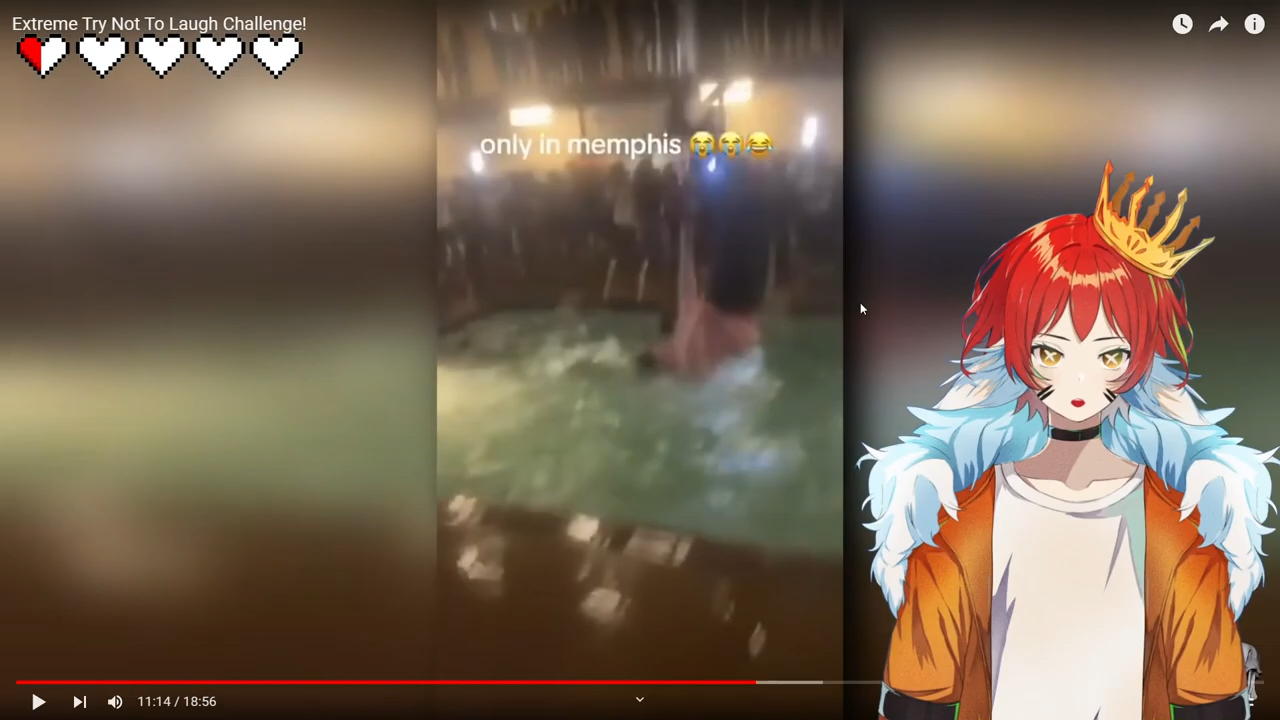 Extreme Try Not To Laugh Challenge!
only in memphis 😭😭😂
11:14 / 18:56